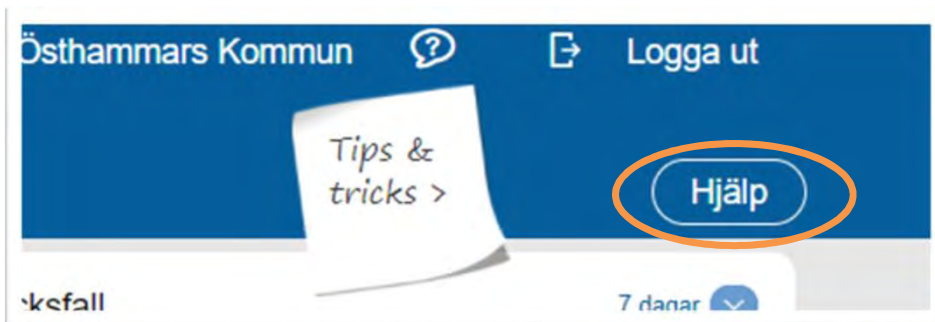 Östhammars Kommun ? Logga ut
Tips &
tricks >
Hjälp
7 dagar